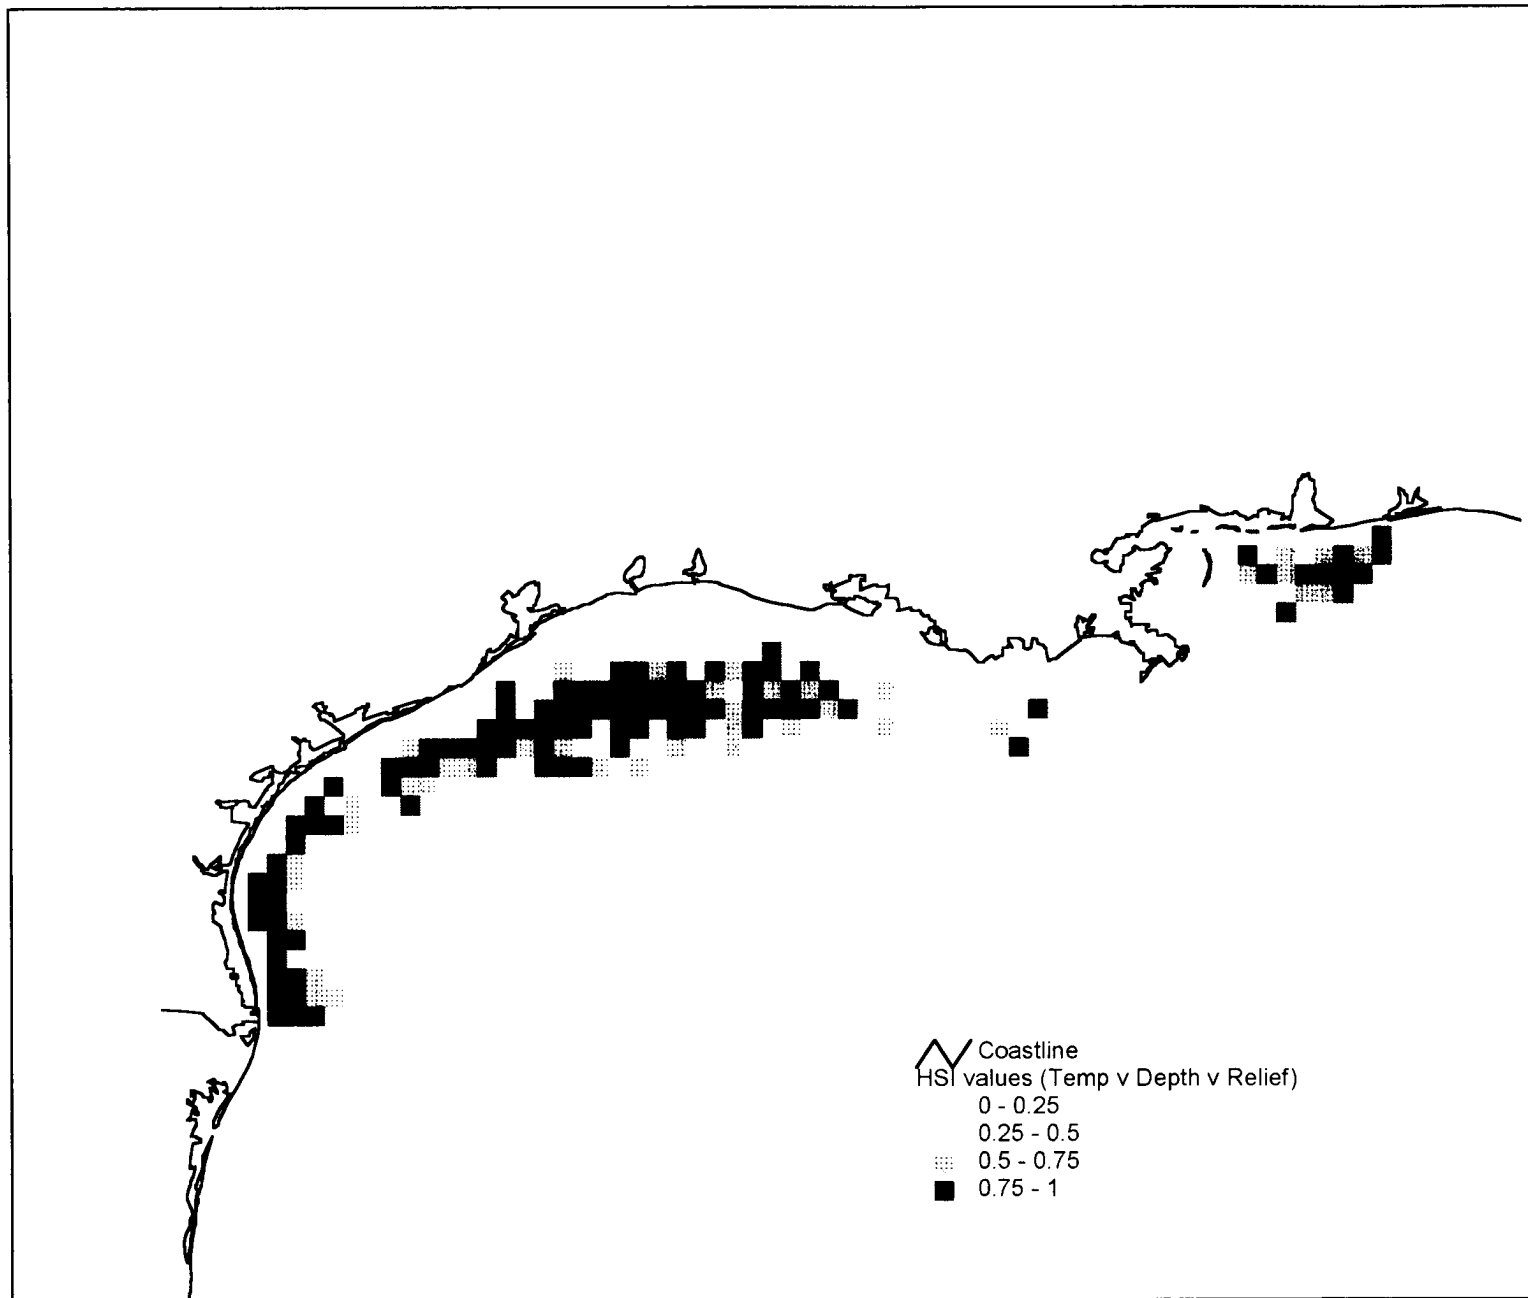 Coastline
HSI values (Temp v Depth v Relief)
0 - 0.25
0.25 - 0.5
0.5 - 0.75
0.75 - 1